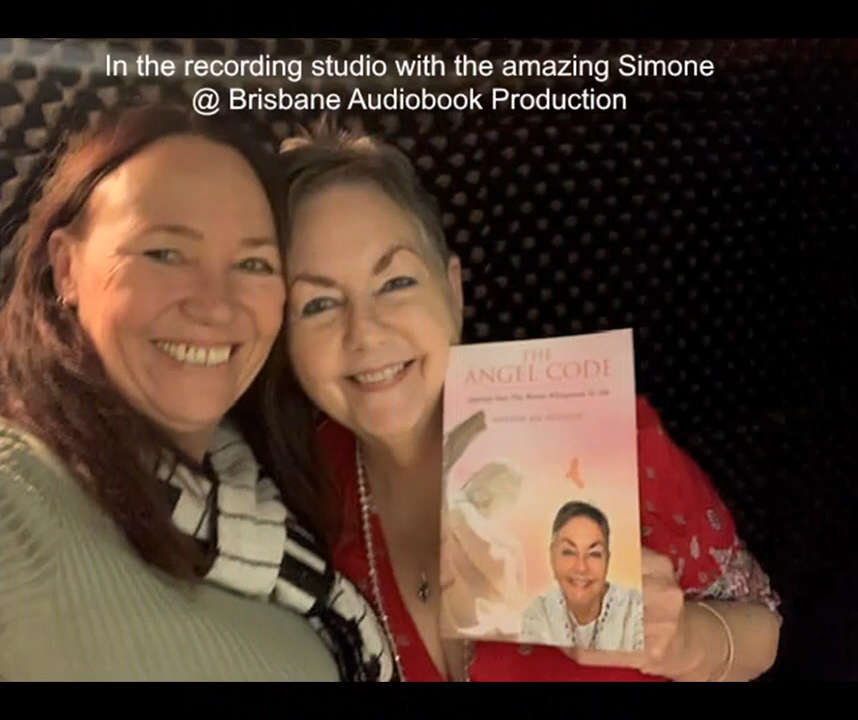 In the recording studio with the amazing Simone
@ Brisbane Audiobook Production
THE
ANGEL CODE